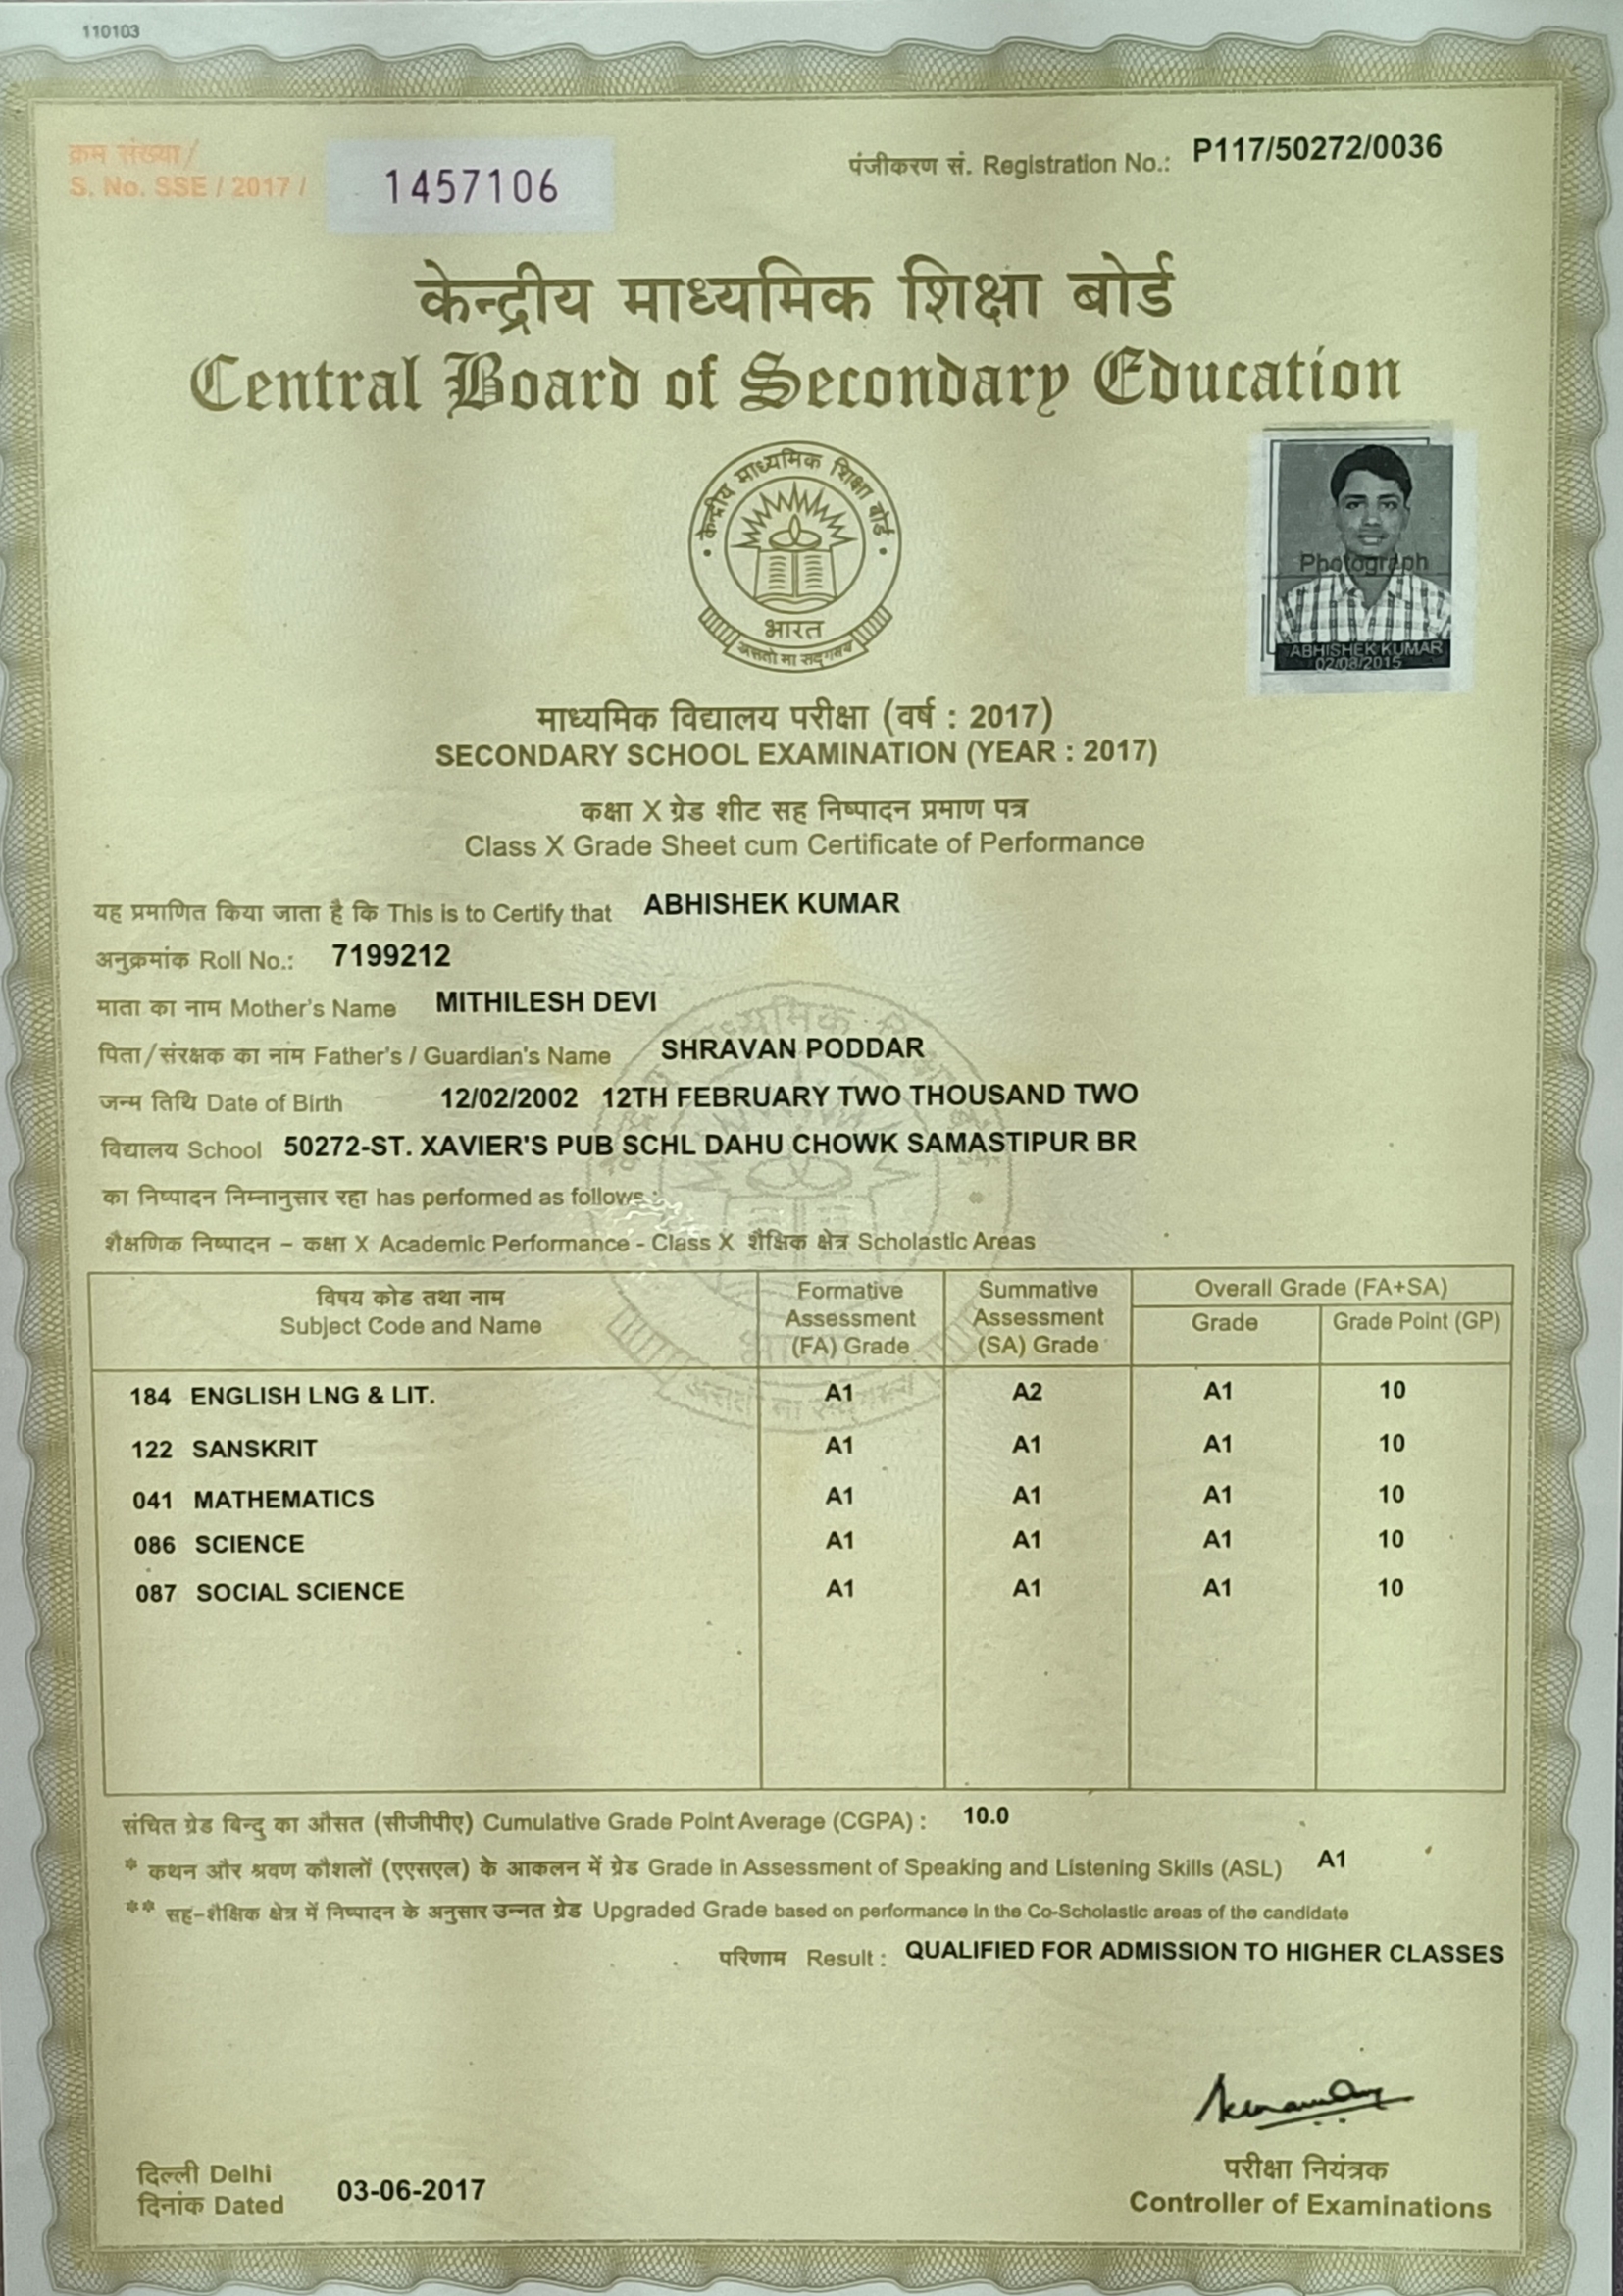 110103
क्रम संख्या/
S. No. SSE / 2017 /
1457106
पंजीकरण सं. Registration No.: P117/50272/0036
केन्द्रीय माध्यमिक शिक्षा बोर्ड
Central Board of Secondary Education
केन्द्रीय माध्यमिक शिक्षा बोर्ड
भारत
असतो मा सद्गमय
Photograph
ABHISHEK KUMAR
02/08/2015
माध्यमिक विद्यालय परीक्षा (वर्ष : 2017)
SECONDARY SCHOOL EXAMINATION (YEAR : 2017)
कक्षा X ग्रेड शीट सह निष्पादन प्रमाण पत्र
Class X Grade Sheet cum Certificate of Performance
यह प्रमाणित किया जाता है कि This is to Certify that ABHISHEK KUMAR
अनुक्रमांक Roll No.: 7199212
माता का नाम Mother's Name MITHILESH DEVI
पिता/संरक्षक का नाम Father's / Guardian's Name SHRAVAN PODDAR
जन्म तिथि Date of Birth 12/02/2002 12TH FEBRUARY TWO THOUSAND TWO
विद्यालय School 50272-ST. XAVIER'S PUB SCHL DAHU CHOWK SAMASTIPUR BR
का निष्पादन निम्नानुसार रहा has performed as follows :
शैक्षणिक निष्पादन – कक्षा X Academic Performance - Class X शैक्षिक क्षेत्र Scholastic Areas
विषय कोड तथा नाम
Subject Code and Name
Formative
Assessment
(FA) Grade
Summative
Assessment
(SA) Grade
Overall Grade (FA+SA)
Grade Grade Point (GP)
184 ENGLISH LNG & LIT. A1 A2 A1 10
122 SANSKRIT A1 A1 A1 10
041 MATHEMATICS A1 A1 A1 10
086 SCIENCE A1 A1 A1 10
087 SOCIAL SCIENCE A1 A1 A1 10
संचित ग्रेड बिन्दु का औसत (सीजीपीए) Cumulative Grade Point Average (CGPA) : 10.0
* कथन और श्रवण कौशलों (एएसएल) के आकलन में ग्रेड Grade in Assessment of Speaking and Listening Skills (ASL) A1
** सह-शैक्षिक क्षेत्र में निष्पादन के अनुसार उन्नत ग्रेड Upgraded Grade based on performance in the Co-Scholastic areas of the candidate
परिणाम Result : QUALIFIED FOR ADMISSION TO HIGHER CLASSES
दिल्ली Delhi
दिनांक Dated 03-06-2017
परीक्षा नियंत्रक
Controller of Examinations